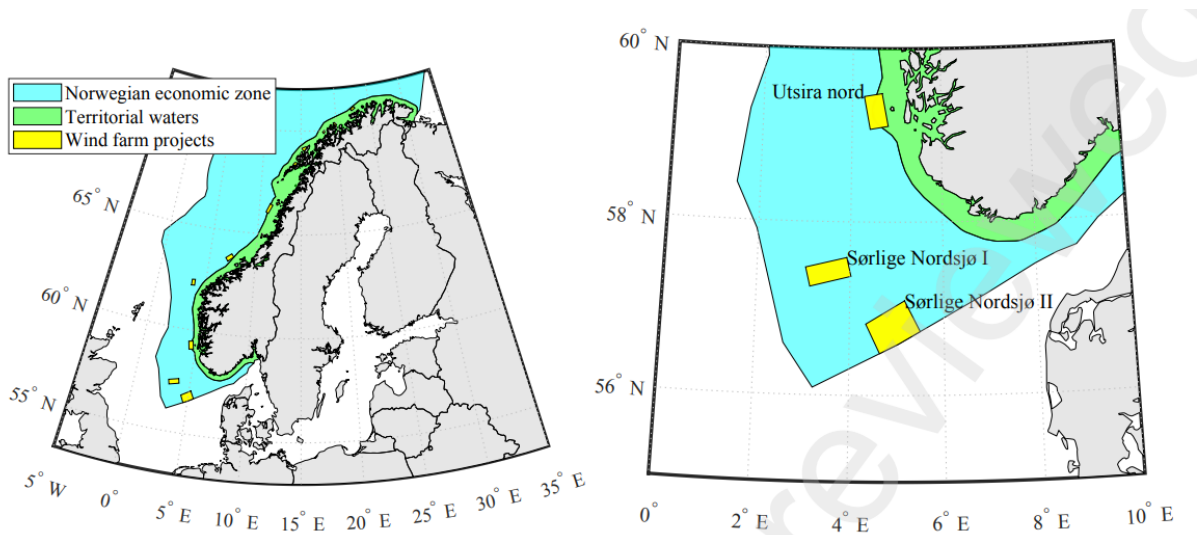 Norwegian economic zone
Territorial waters
Wind farm projects
65° N
60° N
55° N
5° W
0°
5° E
10° E
15° E
20° E
25° E
30° E
35° E
60° N
58° N
56° N
Utsira nord
Sørlige Nordsjø I
Sørlige Nordsjø II
0°
2° E
4° E
6° E
8° E
10° E
reviewed